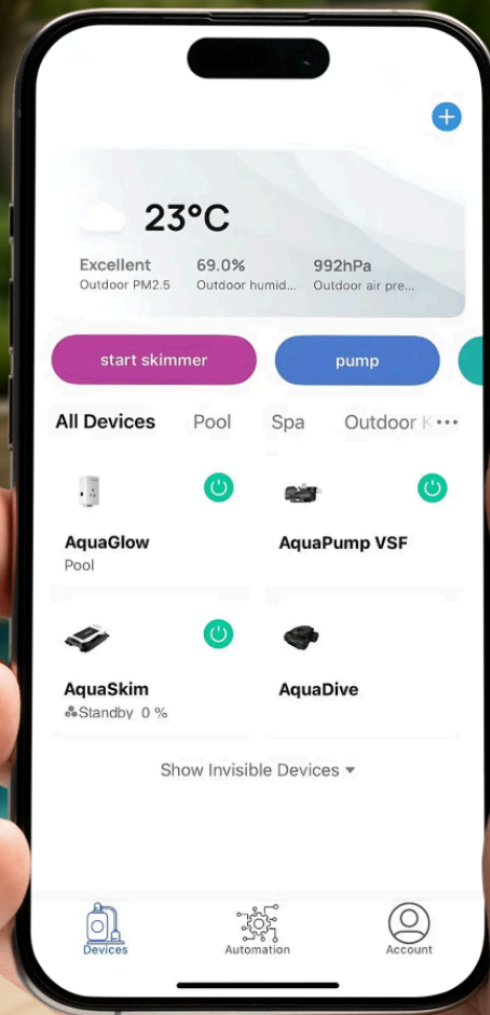 23°C
Excellent 69.0% 992hPa
Outdoor PM2.5 Outdoor humid... Outdoor air pre...
start skimmer pump
All Devices Pool Spa Outdoor K...
AquaGlow AquaPump VSF
Pool
AquaSkim AquaDive
Standby 0 %
Show Invisible Devices
Devices Automation Account